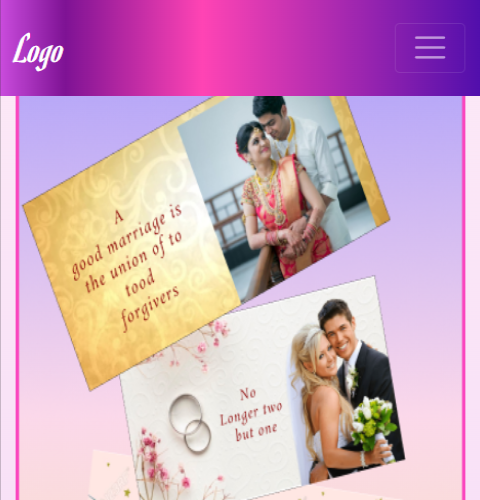 Logo
A
good marriage is
the union of to
tood
forgivers
No
Longer two
but one